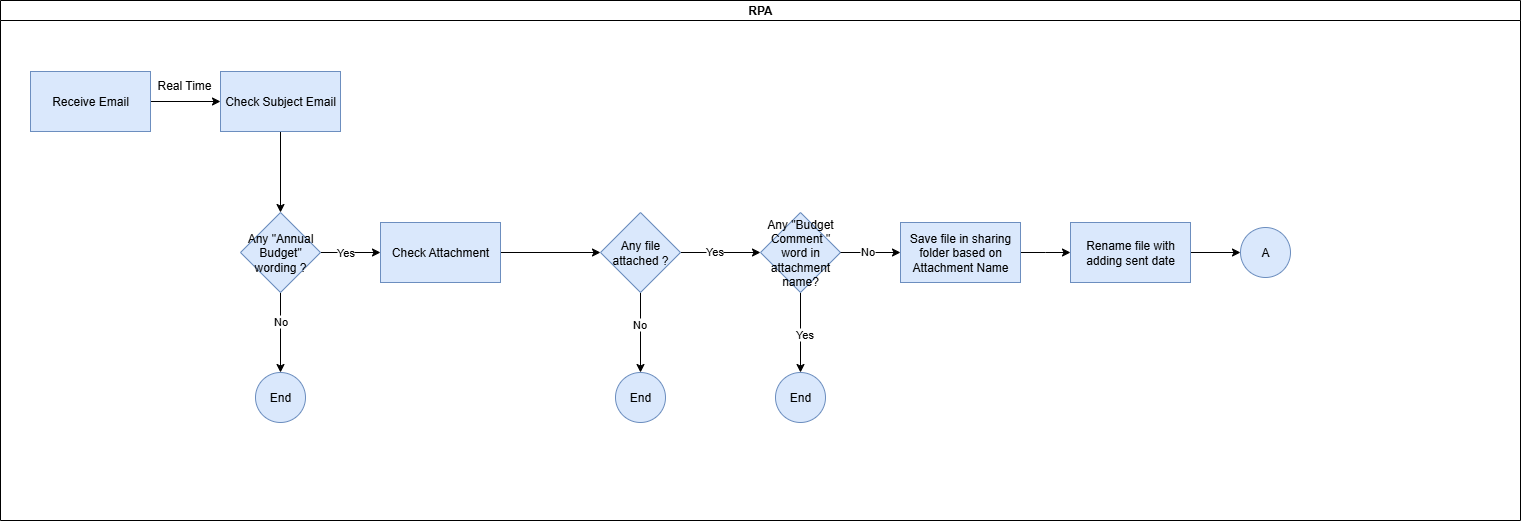 RPA
Receive Email
Real Time
Check Subject Email
Any "Annual
Budget"
wording ?
Yes
Check Attachment
Any file
attached ?
Yes
Any "Budget
Comment "
word in
attachment
name?
No
Save file in sharing
folder based on
Attachment Name
Rename file with
adding sent date
A
No
No
Yes
End
End
End